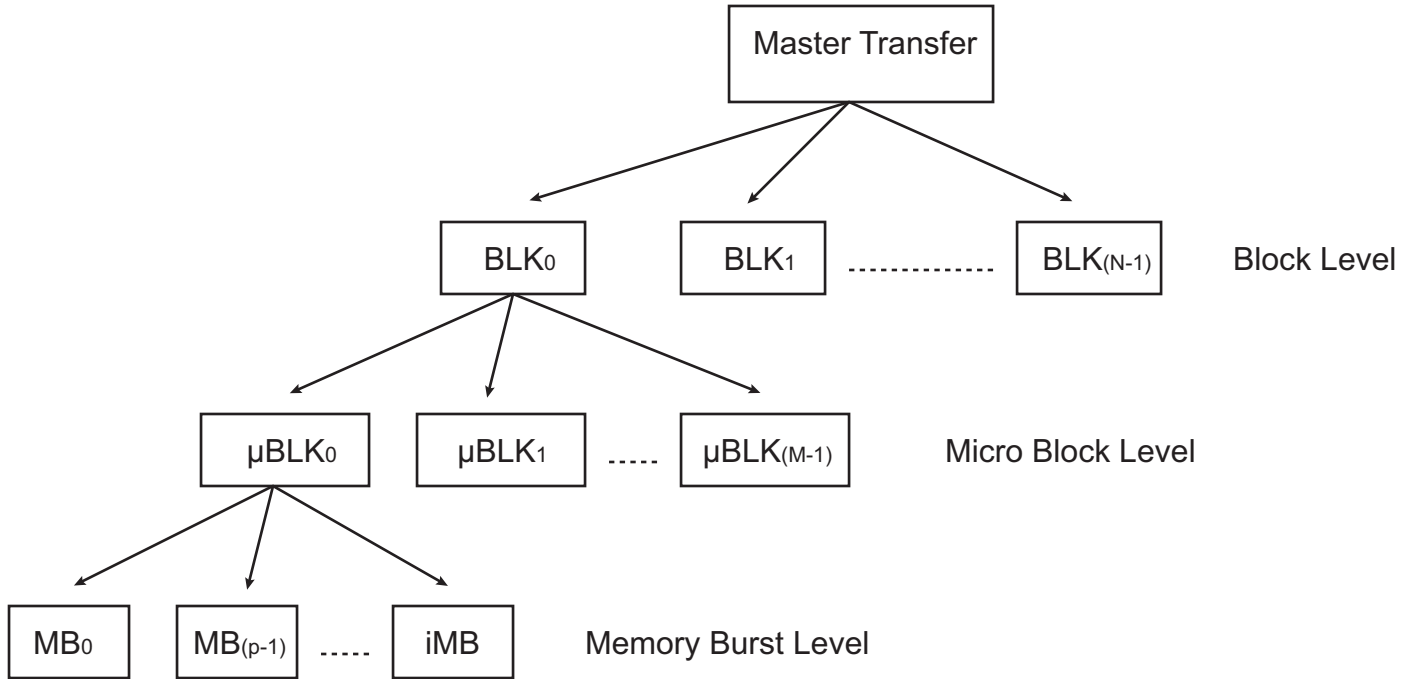 Master Transfer
BLK0 BLK1 BLK(N-1) Block Level
µBLK0 µBLK1 µBLK(M-1) Micro Block Level
MB0 MB(p-1) iMB Memory Burst Level